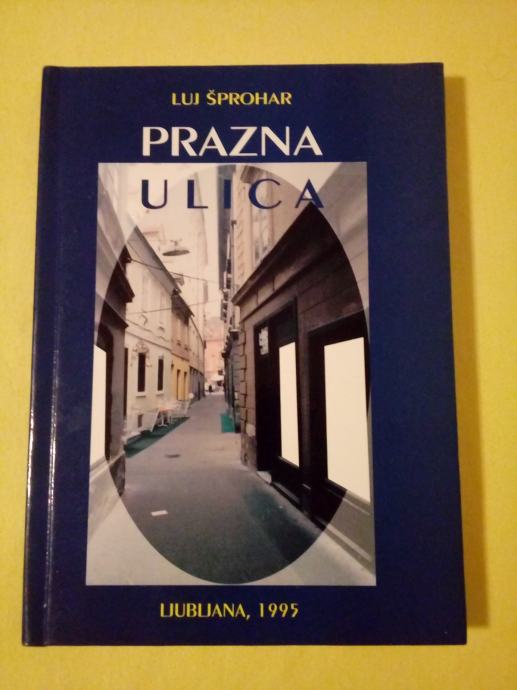 LUJ ŠPROHAR
PRAZNA
ULICA
LJUBLJANA, 1995